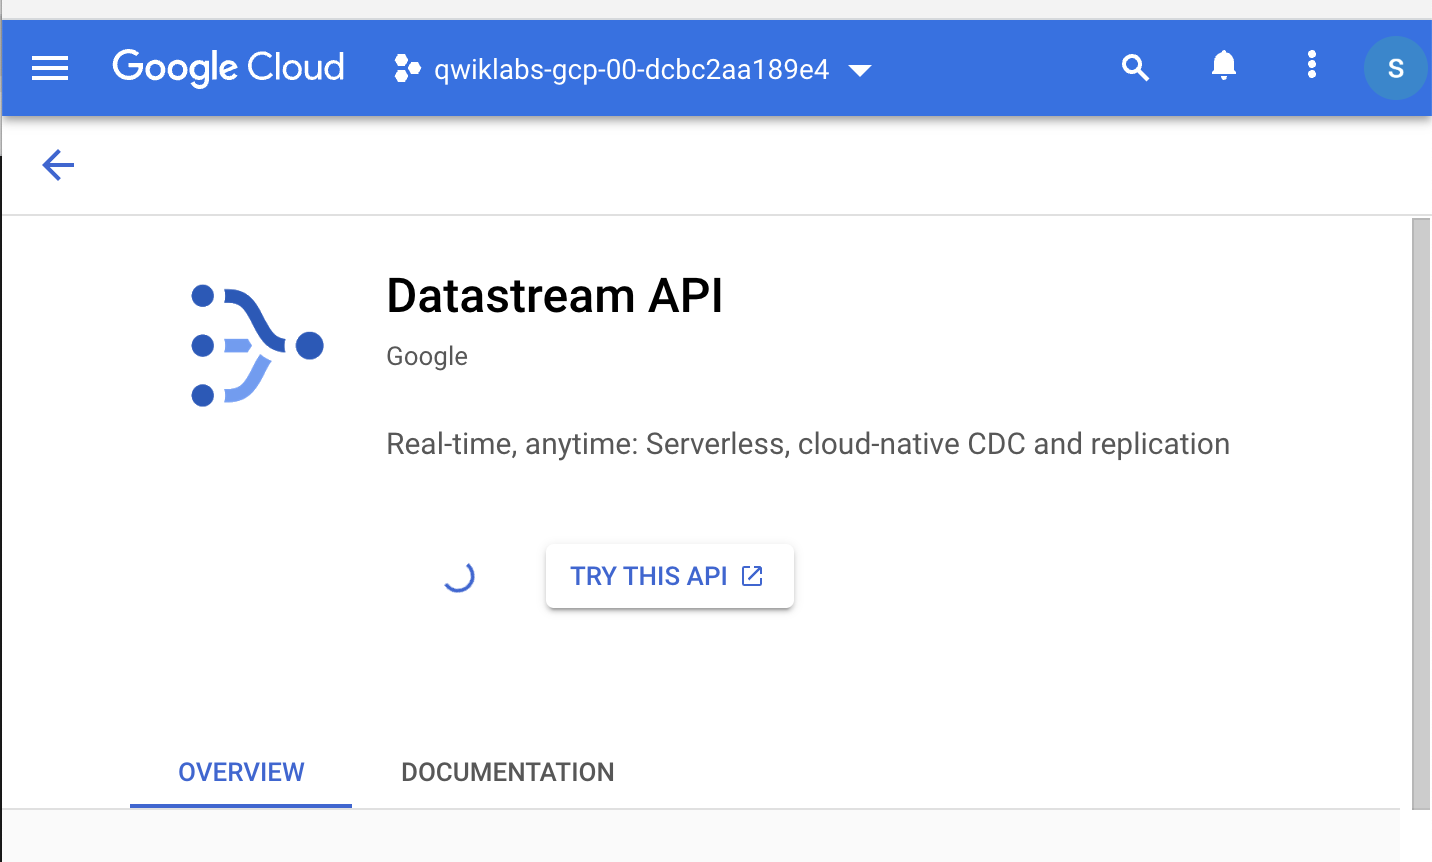 Google Cloud
qwiklabs-gcp-00-dcbc2aa189e4
S
Datastream API
Google
Real-time, anytime: Serverless, cloud-native CDC and replication
TRY THIS API
OVERVIEW DOCUMENTATION